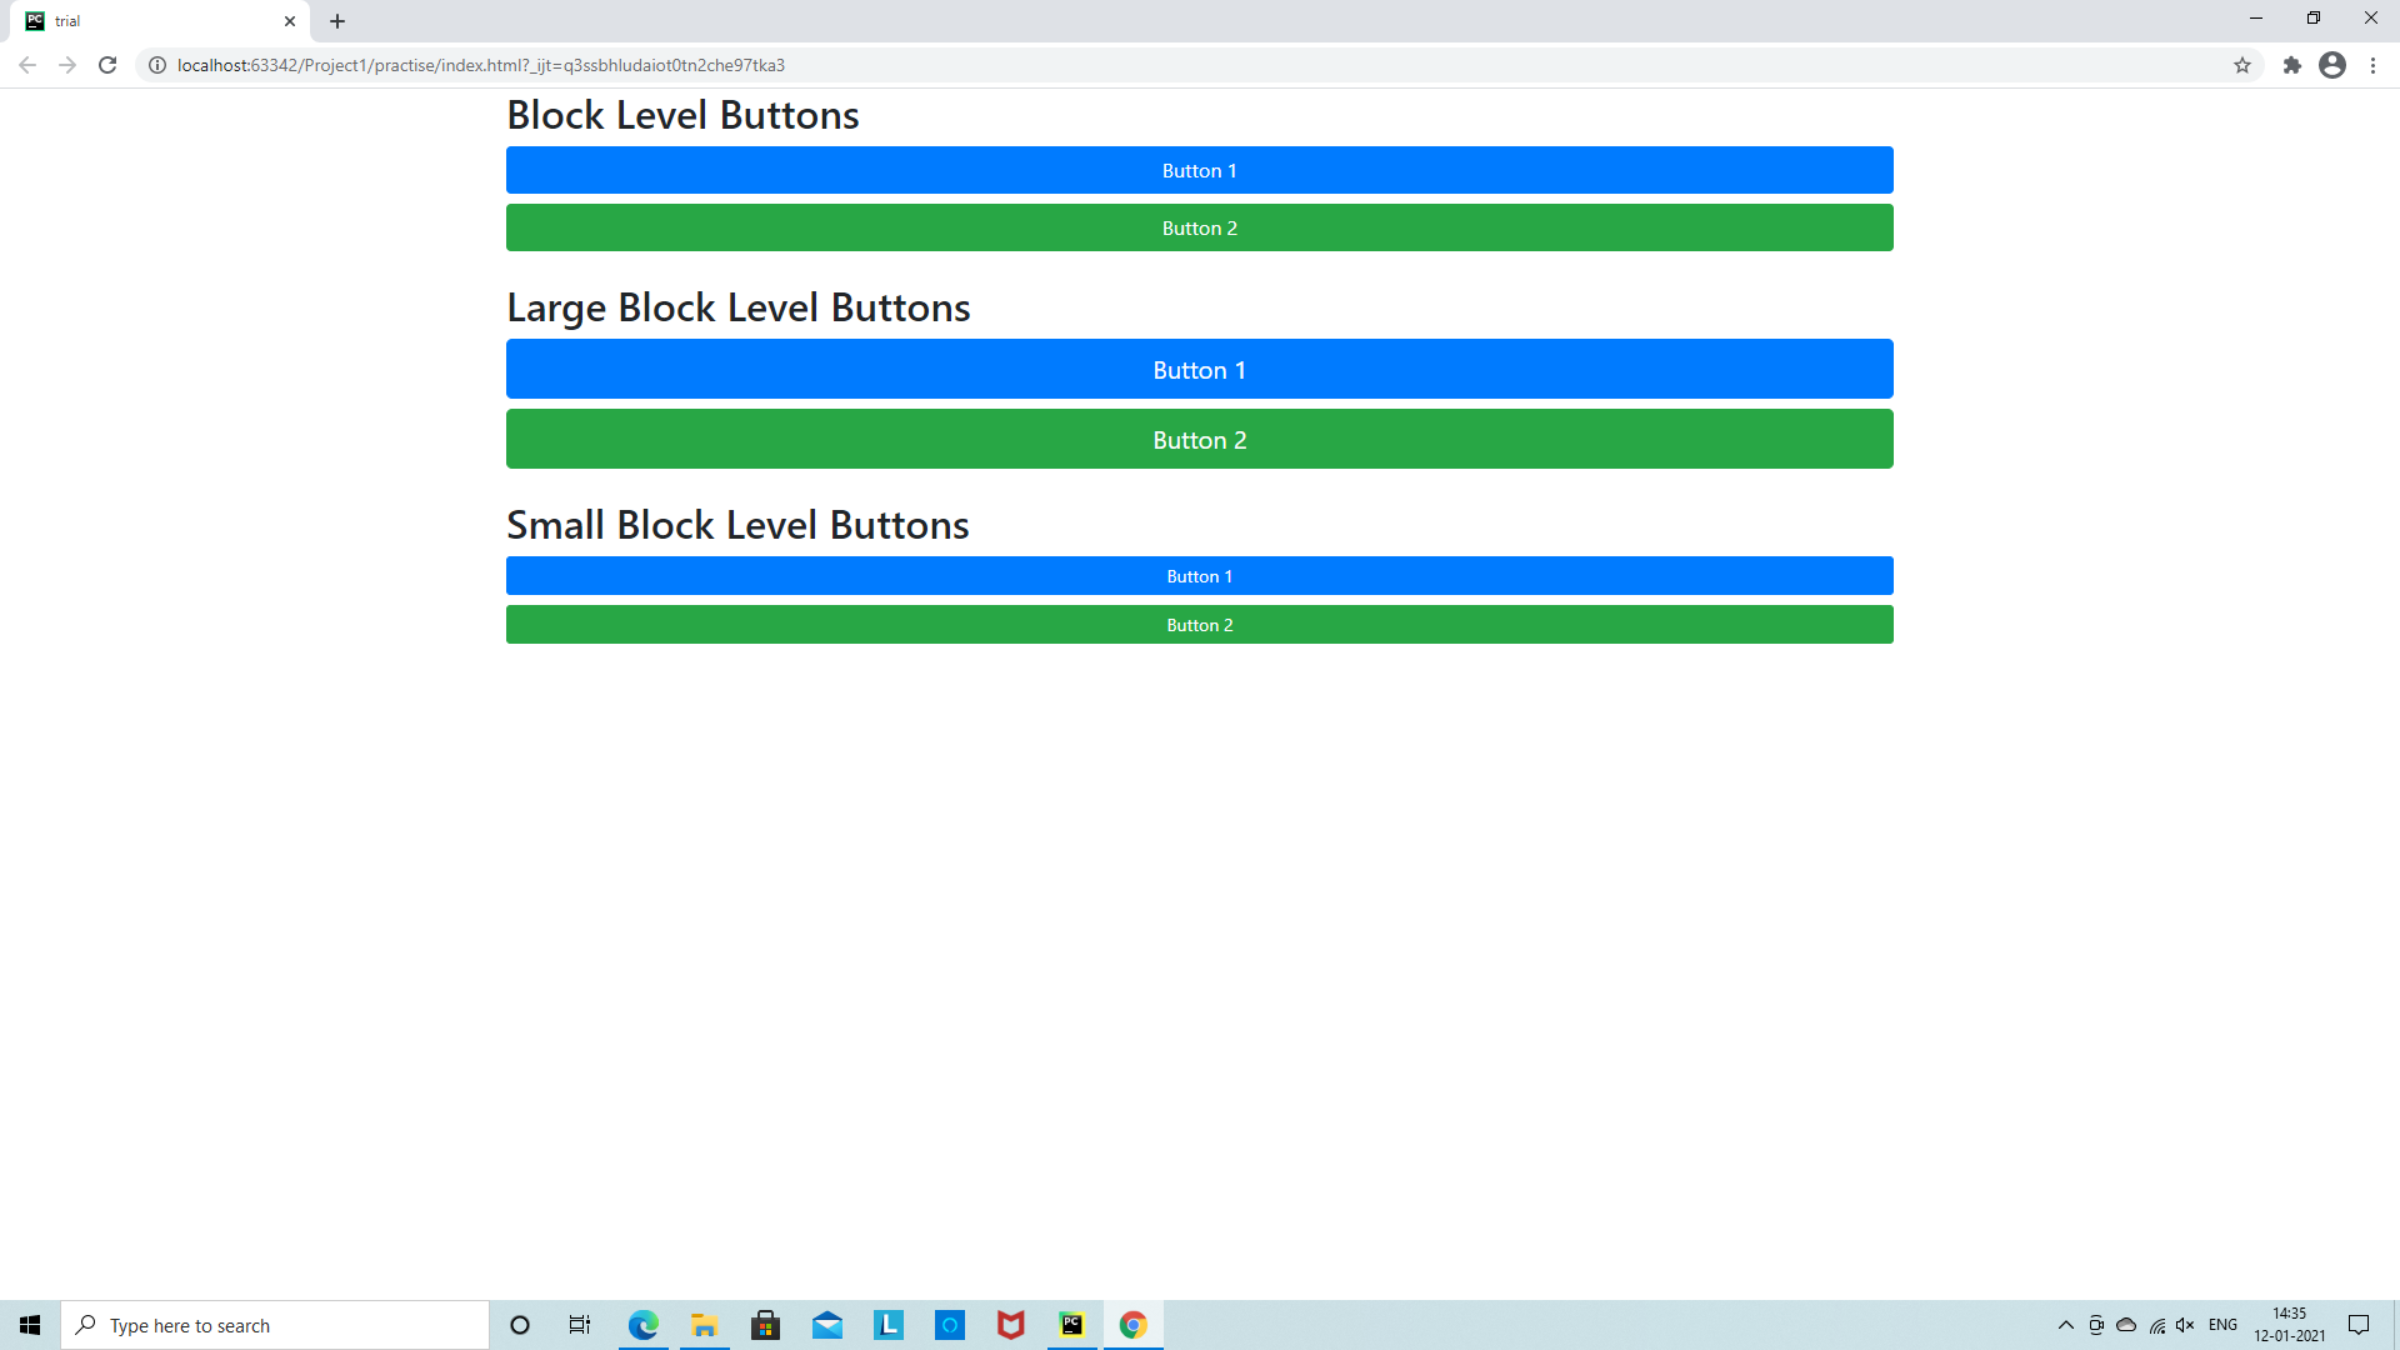 trial
localhost:63342/Project1/practise/index.html?_ijt=q3ssbhludaiot0tn2che97tka3
Block Level Buttons
Button 1
Button 2
Large Block Level Buttons
Button 1
Button 2
Small Block Level Buttons
Button 1
Button 2
Type here to search
PC
L
PC
ENG
14:35
12-01-2021